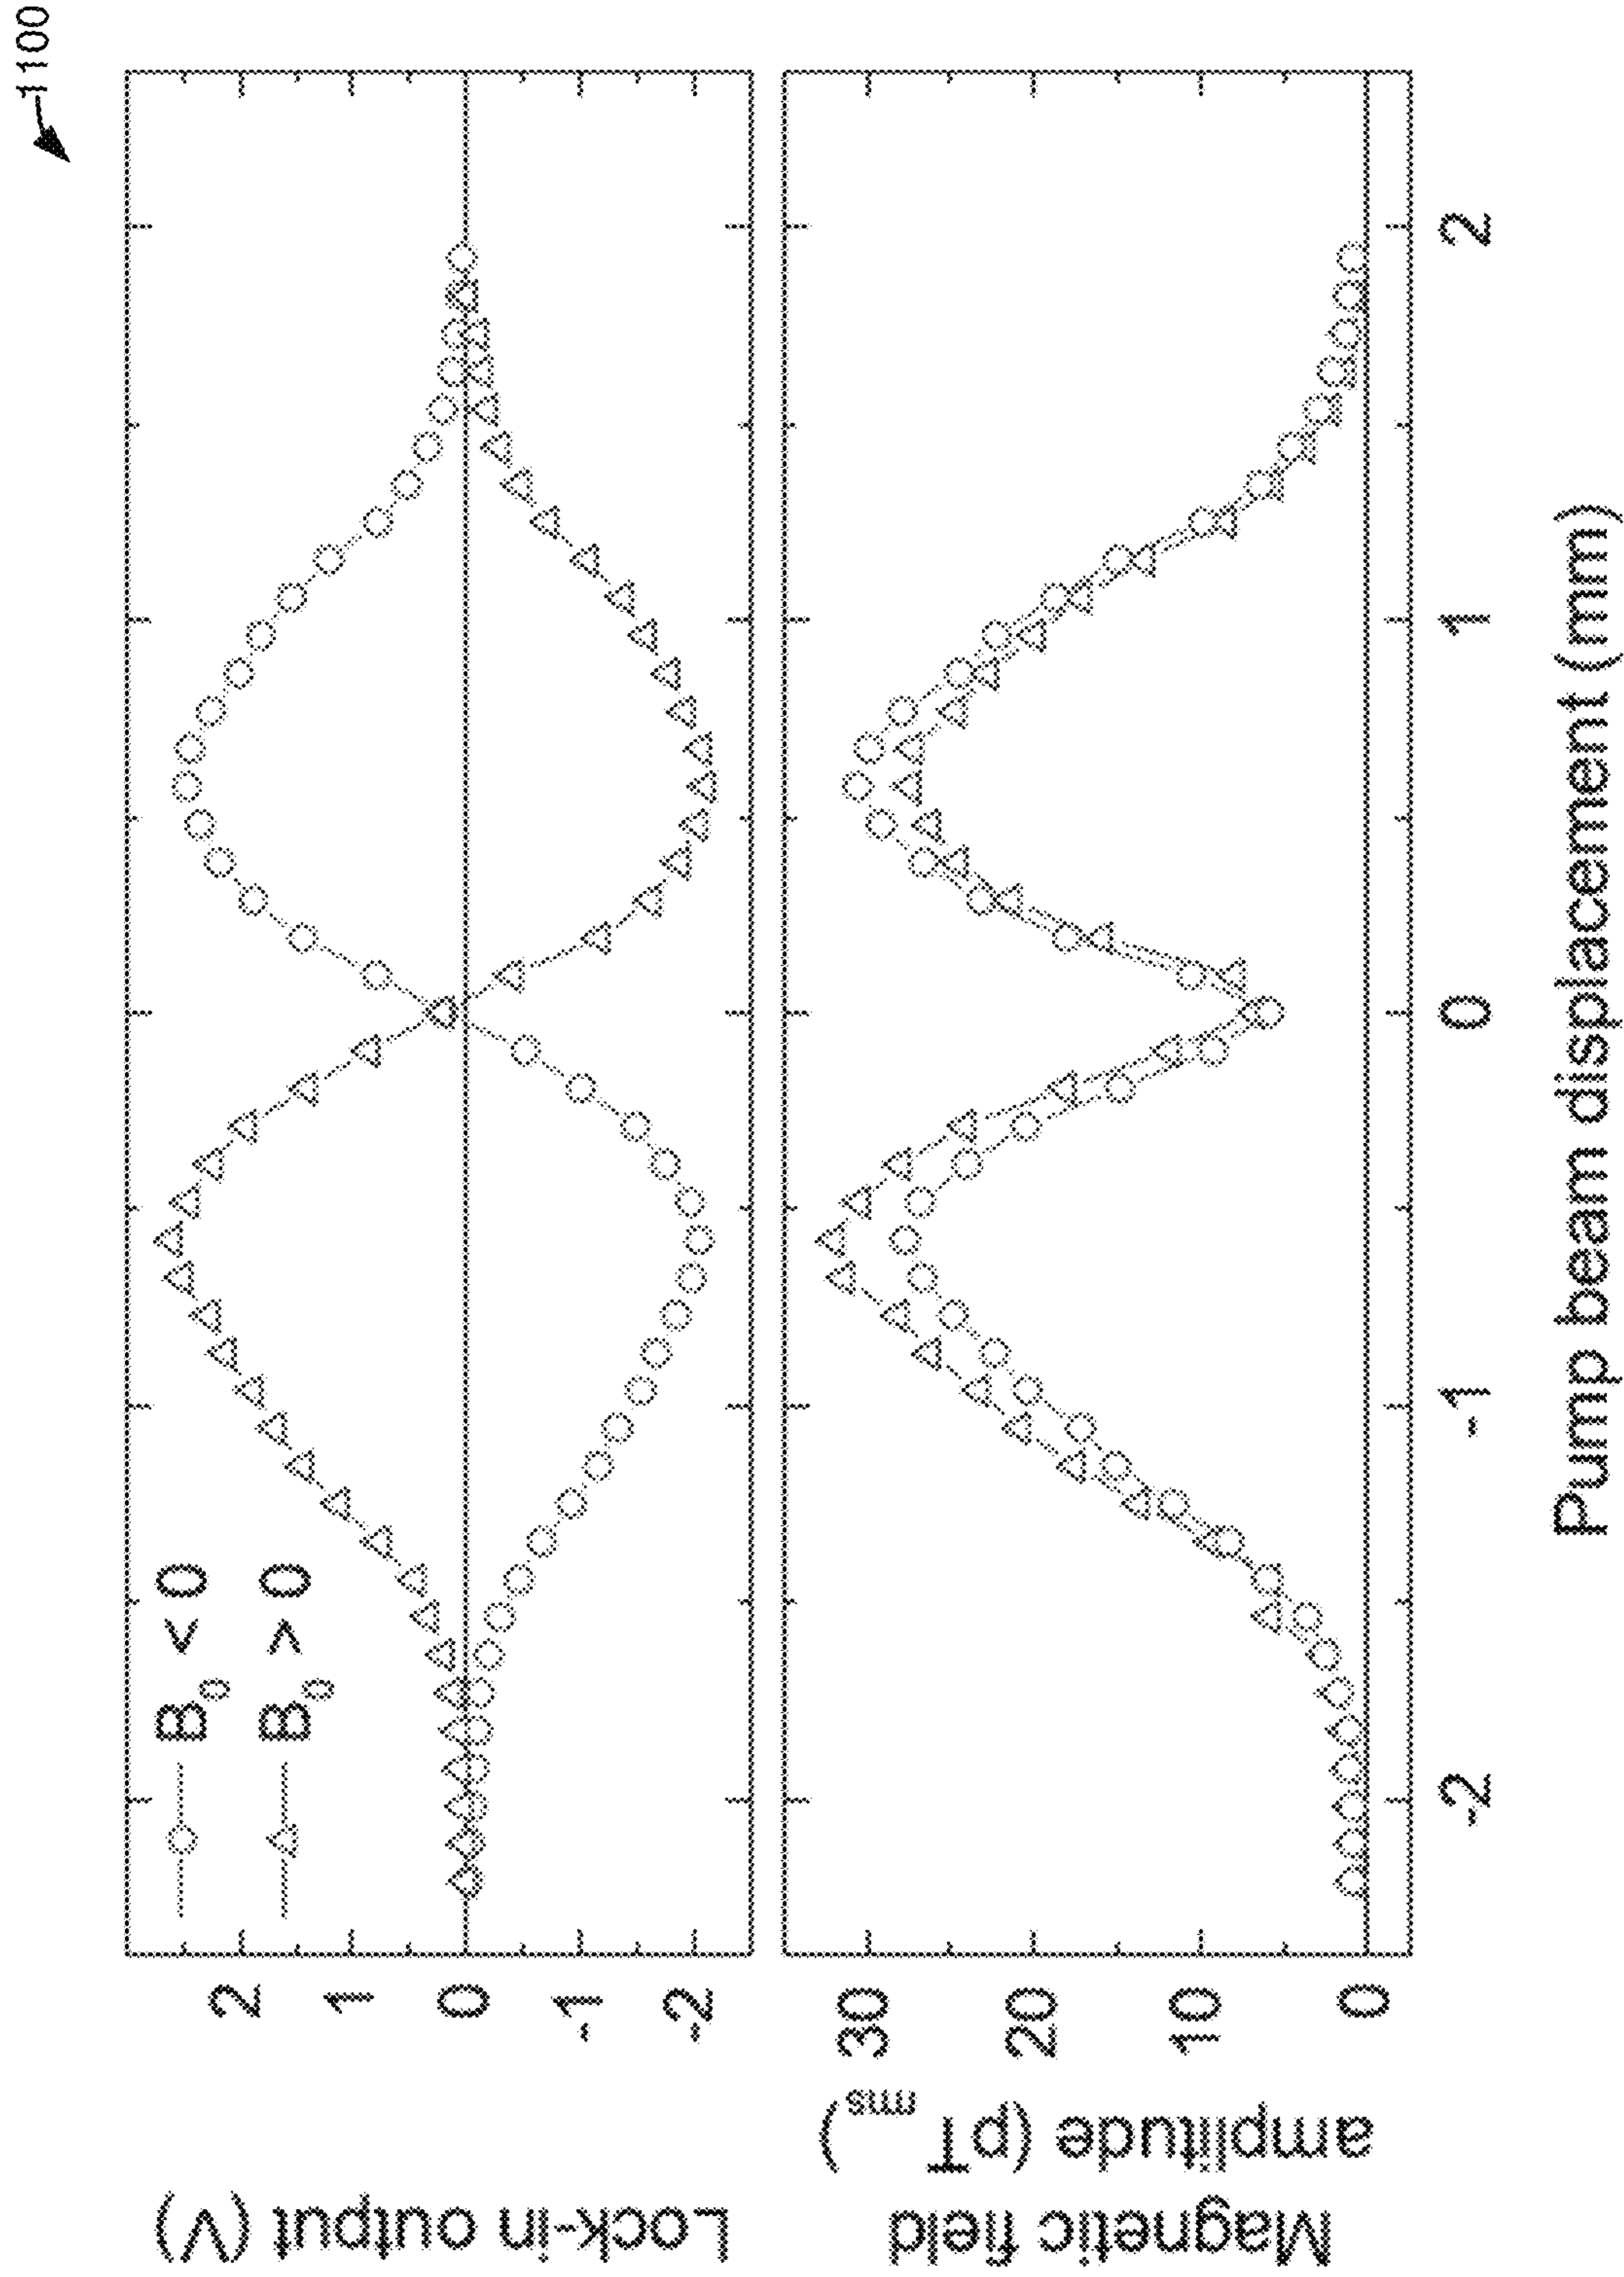 1100
B0 < 0
B0 > 0
Lock-in output (V)
2
1
0
-1
-2
Magnetic field
amplitude (pTrms)
30
20
10
0
-2
-1
0
1
2
Pump beam displacement (mm)